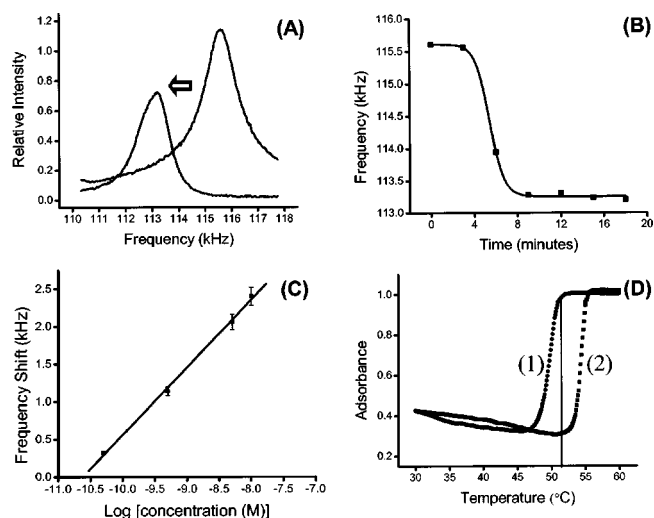 (A)
Relative Intensity
1.2
1.0
0.8
0.6
0.4
0.2
0.0
110 111 112 113 114 115 116 117 118
Frequency (kHz)
(B)
Frequency (kHz)
116.0
115.5
115.0
114.5
114.0
113.5
113.0
0 4 8 12 16 20
Time (minutes)
(C)
Frequency Shift (kHz)
2.5
2.0
1.5
1.0
0.5
0.0
-11.0 -10.5 -10.0 -9.5 -9.0 -8.5 -8.0 -7.5 -7.0
Log [concentration (M)]
(D)
Adsorbance
1.0
0.8
0.6
0.4
0.2
(1)
(2)
30 35 40 45 50 55 60
Temperature (°C)